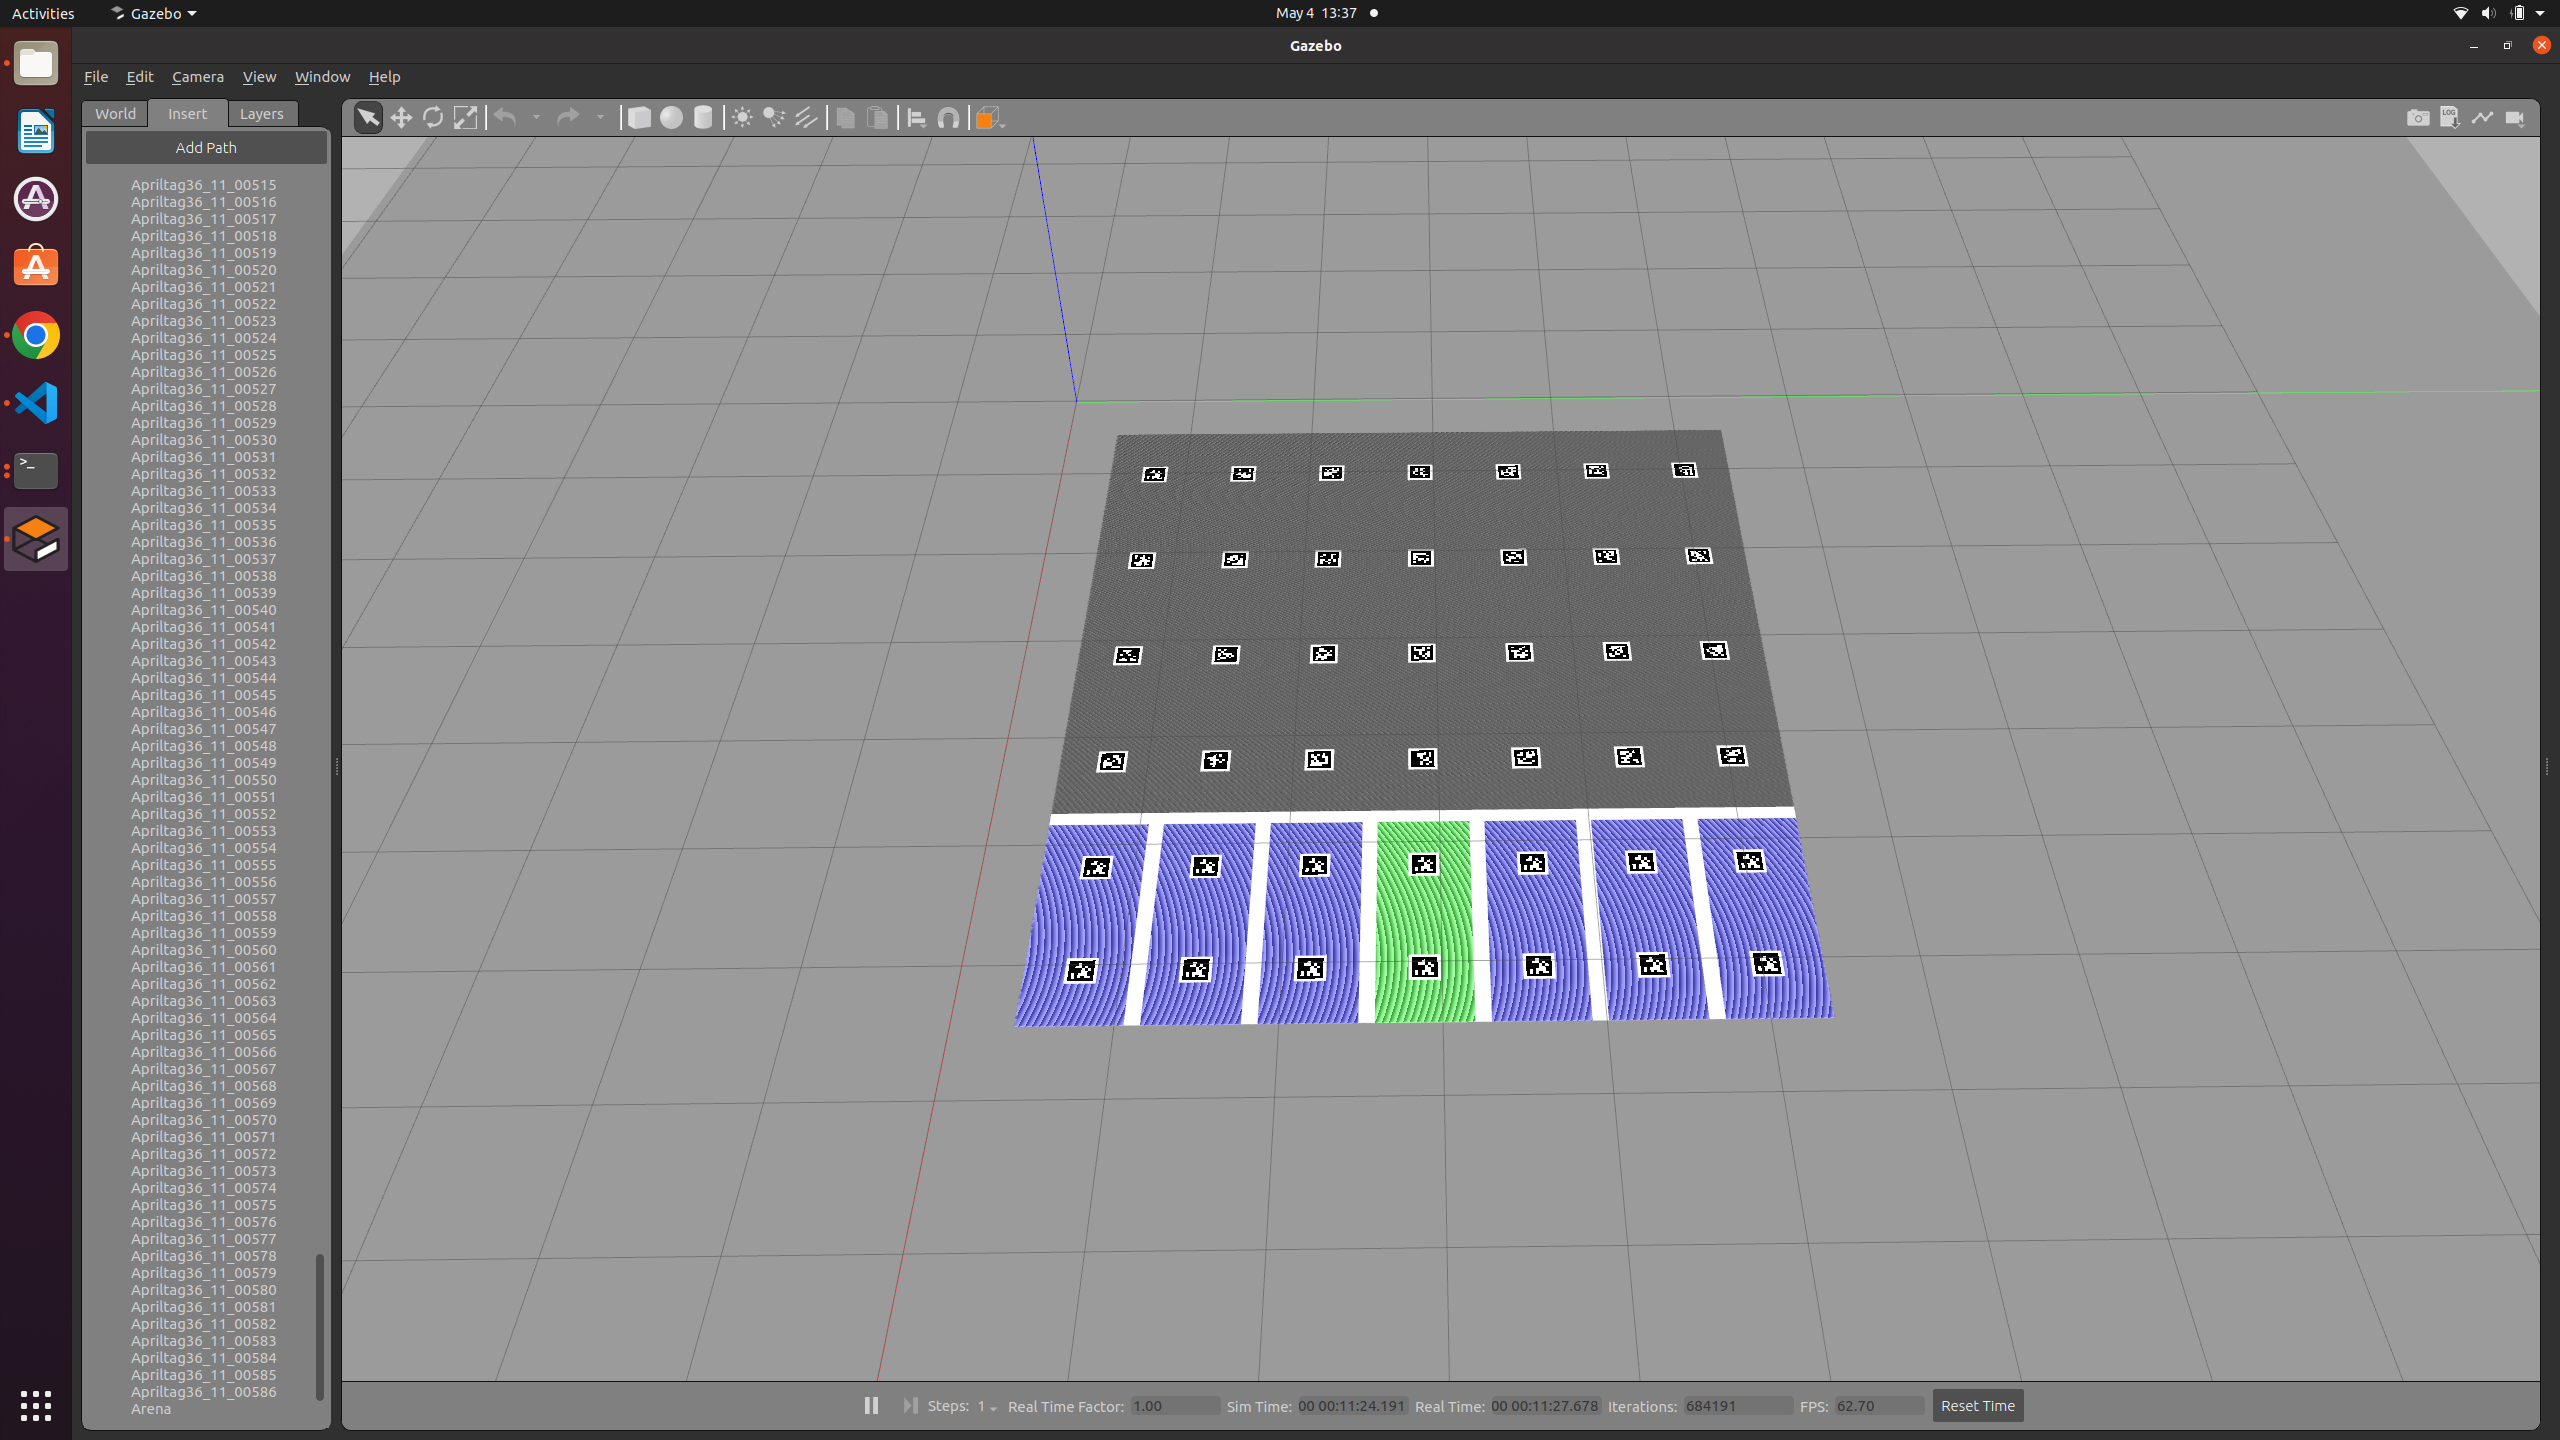 Activities Gazebo May 4 13:37
Gazebo
File Edit Camera View Window Help
World Insert Layers
Add Path
LOG
Apriltag36_11_00515
Apriltag36_11_00516
Apriltag36_11_00517
Apriltag36_11_00518
Apriltag36_11_00519
Apriltag36_11_00520
Apriltag36_11_00521
Apriltag36_11_00522
Apriltag36_11_00523
Apriltag36_11_00524
Apriltag36_11_00525
Apriltag36_11_00526
Apriltag36_11_00527
Apriltag36_11_00528
Apriltag36_11_00529
Apriltag36_11_00530
Apriltag36_11_00531
Apriltag36_11_00532
Apriltag36_11_00533
Apriltag36_11_00534
Apriltag36_11_00535
Apriltag36_11_00536
Apriltag36_11_00537
Apriltag36_11_00538
Apriltag36_11_00539
Apriltag36_11_00540
Apriltag36_11_00541
Apriltag36_11_00542
Apriltag36_11_00543
Apriltag36_11_00544
Apriltag36_11_00545
Apriltag36_11_00546
Apriltag36_11_00547
Apriltag36_11_00548
Apriltag36_11_00549
Apriltag36_11_00550
Apriltag36_11_00551
Apriltag36_11_00552
Apriltag36_11_00553
Apriltag36_11_00554
Apriltag36_11_00555
Apriltag36_11_00556
Apriltag36_11_00557
Apriltag36_11_00558
Apriltag36_11_00559
Apriltag36_11_00560
Apriltag36_11_00561
Apriltag36_11_00562
Apriltag36_11_00563
Apriltag36_11_00564
Apriltag36_11_00565
Apriltag36_11_00566
Apriltag36_11_00567
Apriltag36_11_00568
Apriltag36_11_00569
Apriltag36_11_00570
Apriltag36_11_00571
Apriltag36_11_00572
Apriltag36_11_00573
Apriltag36_11_00574
Apriltag36_11_00575
Apriltag36_11_00576
Apriltag36_11_00577
Apriltag36_11_00578
Apriltag36_11_00579
Apriltag36_11_00580
Apriltag36_11_00581
Apriltag36_11_00582
Apriltag36_11_00583
Apriltag36_11_00584
Apriltag36_11_00585
Apriltag36_11_00586
Arena
Steps: 1 Real Time Factor: 1.00 Sim Time: 00 00:11:24.191 Real Time: 00 00:11:27.678 Iterations: 684191 FPS: 62.70 Reset Time